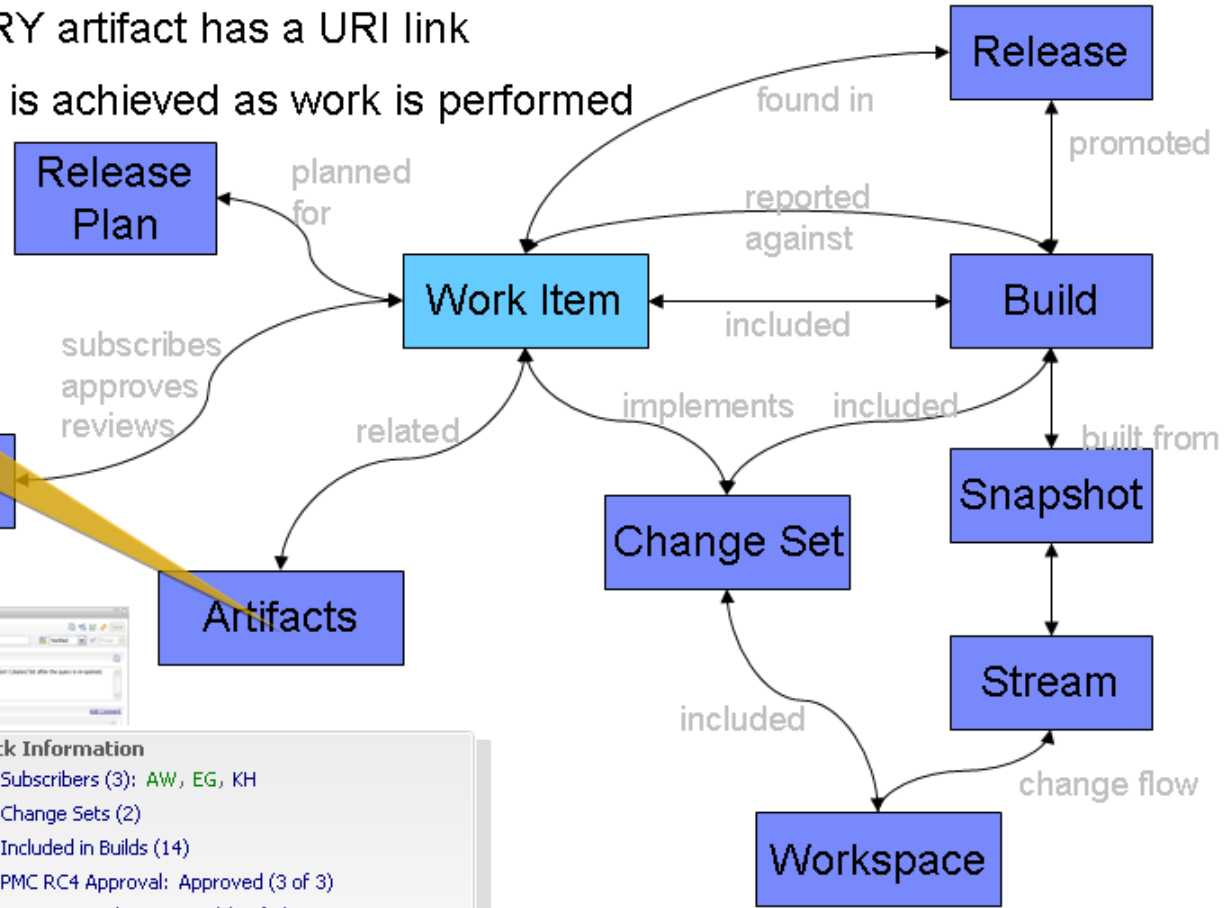 RY artifact has a URI link
is achieved as work is performed
Release
found in
promoted
Release
Plan
planned
for
reported
against
Work Item
Build
included
subscribes
approves
reviews
related
implements
included
built from
Snapshot
Change Set
Artifacts
Stream
included
change flow
Workspace
Add Comment
ck Information
Subscribers (3): AW, EG, KH
Change Sets (2)
Included in Builds (14)
PMC RC4 Approval: Approved (3 of 3)